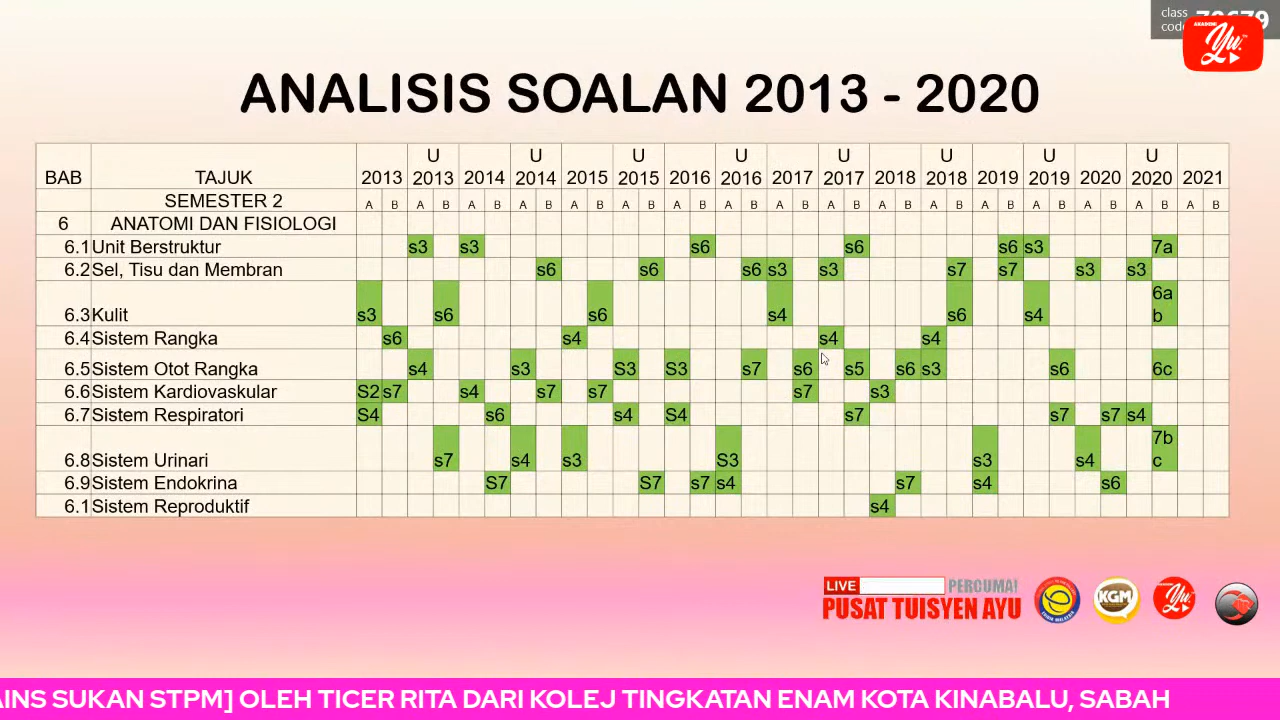 class
code
AKADEMI
Yu.
ANALISIS SOALAN 2013 - 2020
BAB TAJUK 2013 U 2013 2014 U 2014 2015 U 2015 2016 U 2016 2017 U 2017 2018 U 2018 2019 U 2019 2020 U 2020 2021
SEMESTER 2 A B A B A B A B A B A B A B A B A B A B A B A B A B A B A B A B A B
6 ANATOMI DAN FISIOLOGI
6.1 Unit Berstruktur s3 s3 s6 s6 s6 s3 7a
6.2 Sel, Tisu dan Membran s6 s6 s6 s3 s3 s7 s7 s3 s3
6.3 Kulit s3 s6 s6 s4 s6 s4 6a b
6.4 Sistem Rangka s6 s4 s4 s4
6.5 Sistem Otot Rangka s4 s3 S3 S3 s7 s6 s5 s6 s3 s6 6c
6.6 Sistem Kardiovaskular S2 s7 s4 s7 s7 s7 s3
6.7 Sistem Respiratori S4 s6 s4 S4 s7 s7 s7 s4
6.8 Sistem Urinari s7 s4 s3 S3 s3 s4 7b c
6.9 Sistem Endokrina S7 S7 s7 s4 s7 s4 s6
6.1 Sistem Reproduktif s4
LIVE PERCUMA!
PUSAT TUISYEN AYU
KGM
Yu
AINS SUKAN STPM] OLEH TICER RITA DARI KOLEJ TINGKATAN ENAM KOTA KINABALU, SABAH